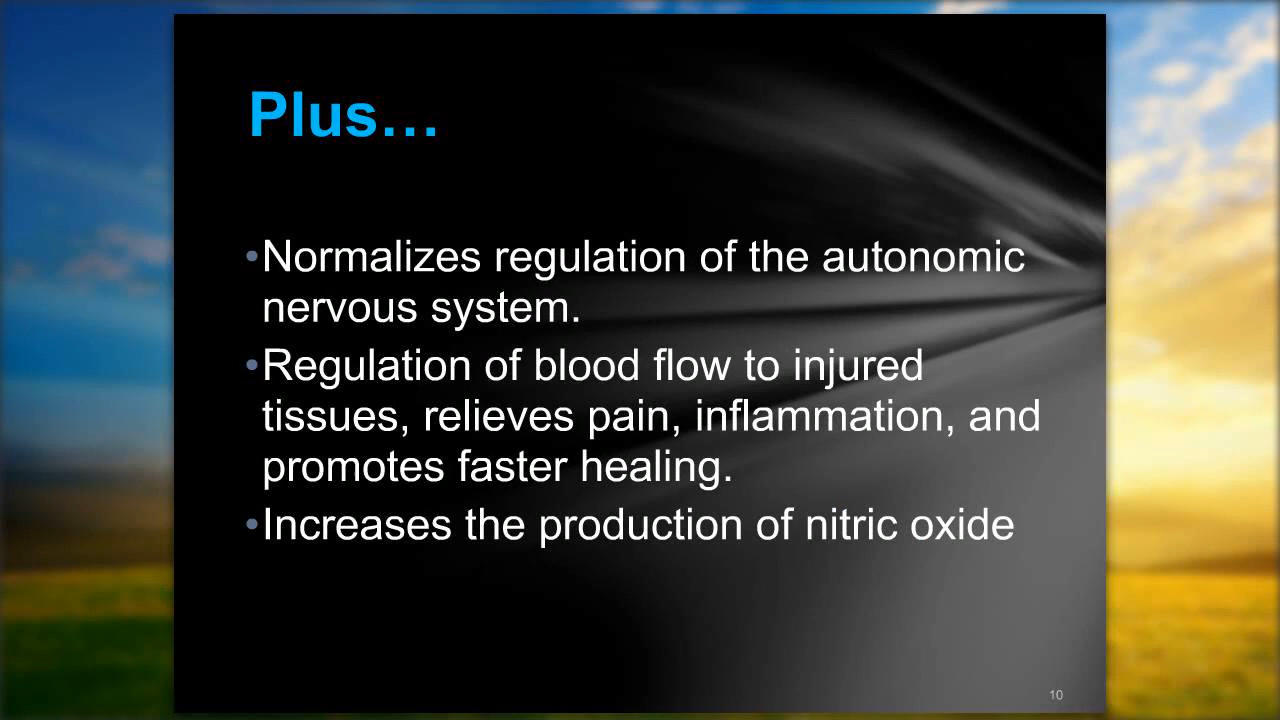 Plus…
•Normalizes regulation of the autonomic
nervous system.
•Regulation of blood flow to injured
tissues, relieves pain, inflammation, and
promotes faster healing.
•Increases the production of nitric oxide
10